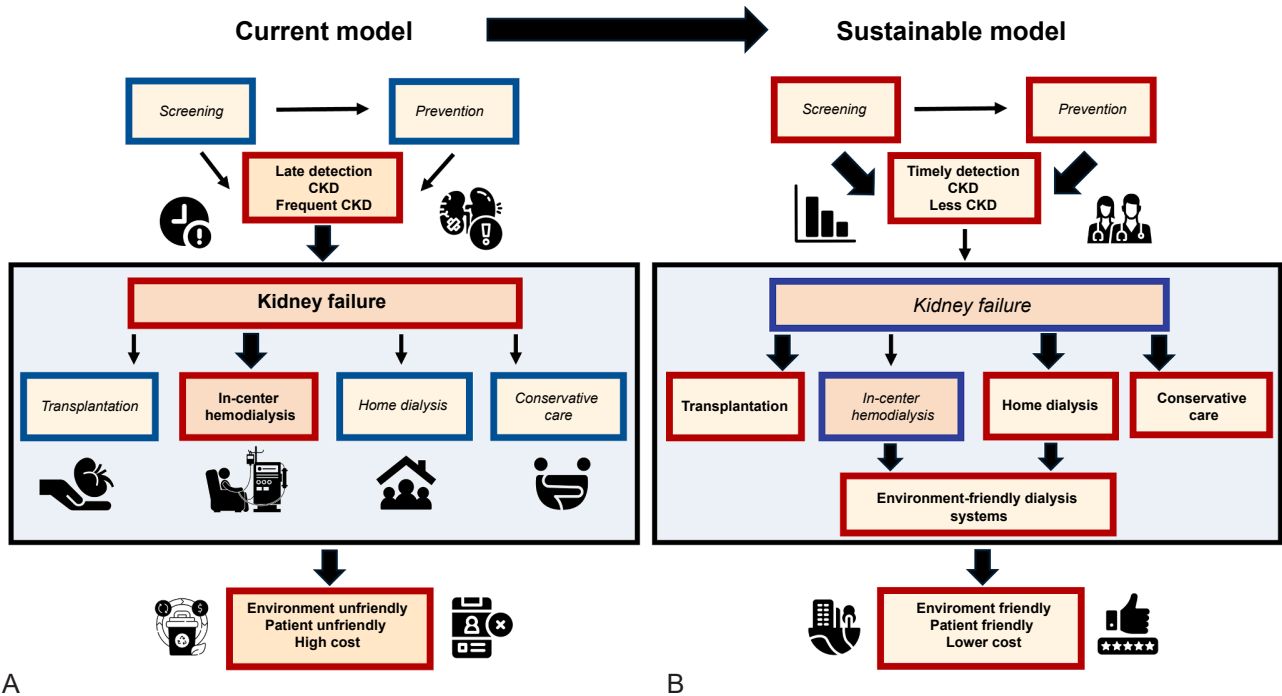 Current model
Sustainable model
Screening
Prevention
Late detection
CKD
Frequent CKD
Kidney failure
Transplantation
In-center
hemodialysis
Home dialysis
Conservative
care
Environment unfriendly
Patient unfriendly
High cost
A
Screening
Prevention
Timely detection
CKD
Less CKD
Kidney failure
Transplantation
In-center
hemodialysis
Home dialysis
Conservative
care
Environment-friendly dialysis
systems
Enviroment friendly
Patient friendly
Lower cost
B